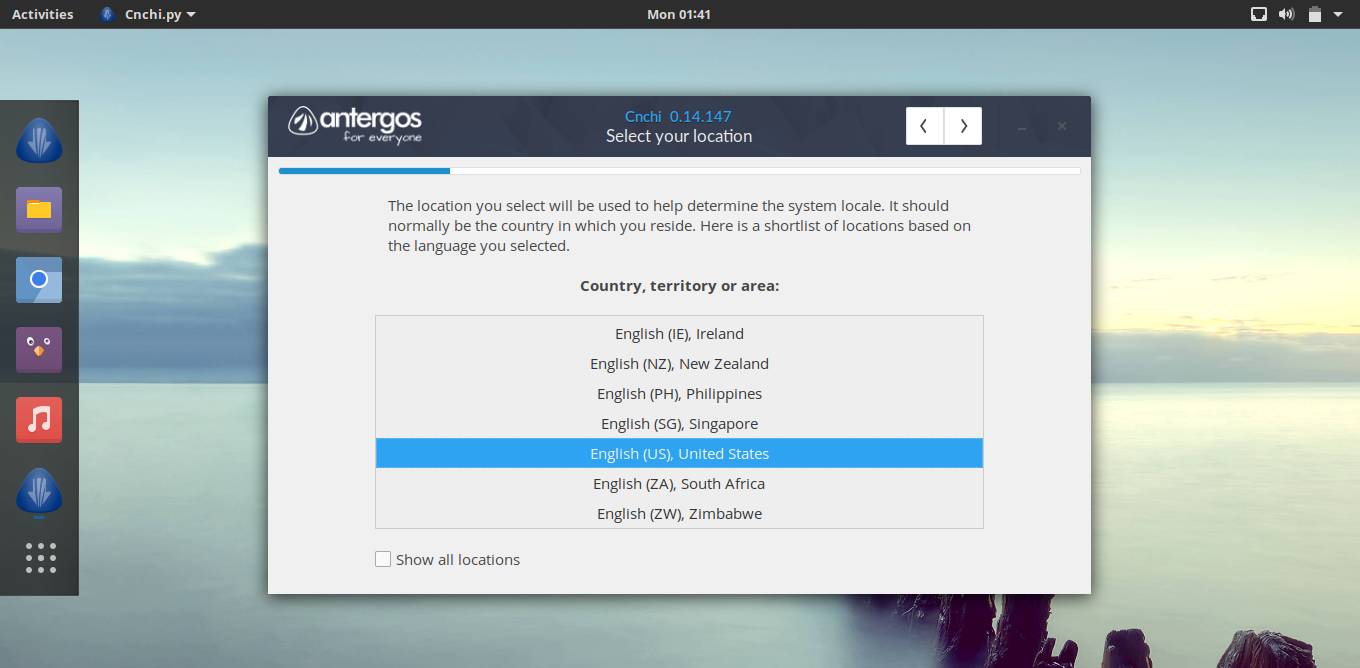 Activities
Cnchi.py
Mon 01:41
antergos
for everyone
Cnchi 0.14.147
Select your location
The location you select will be used to help determine the system locale. It should
normally be the country in which you reside. Here is a shortlist of locations based on
the language you selected.
Country, territory or area:
English (IE), Ireland
English (NZ), New Zealand
English (PH), Philippines
English (SG), Singapore
English (US), United States
English (ZA), South Africa
English (ZW), Zimbabwe
Show all locations